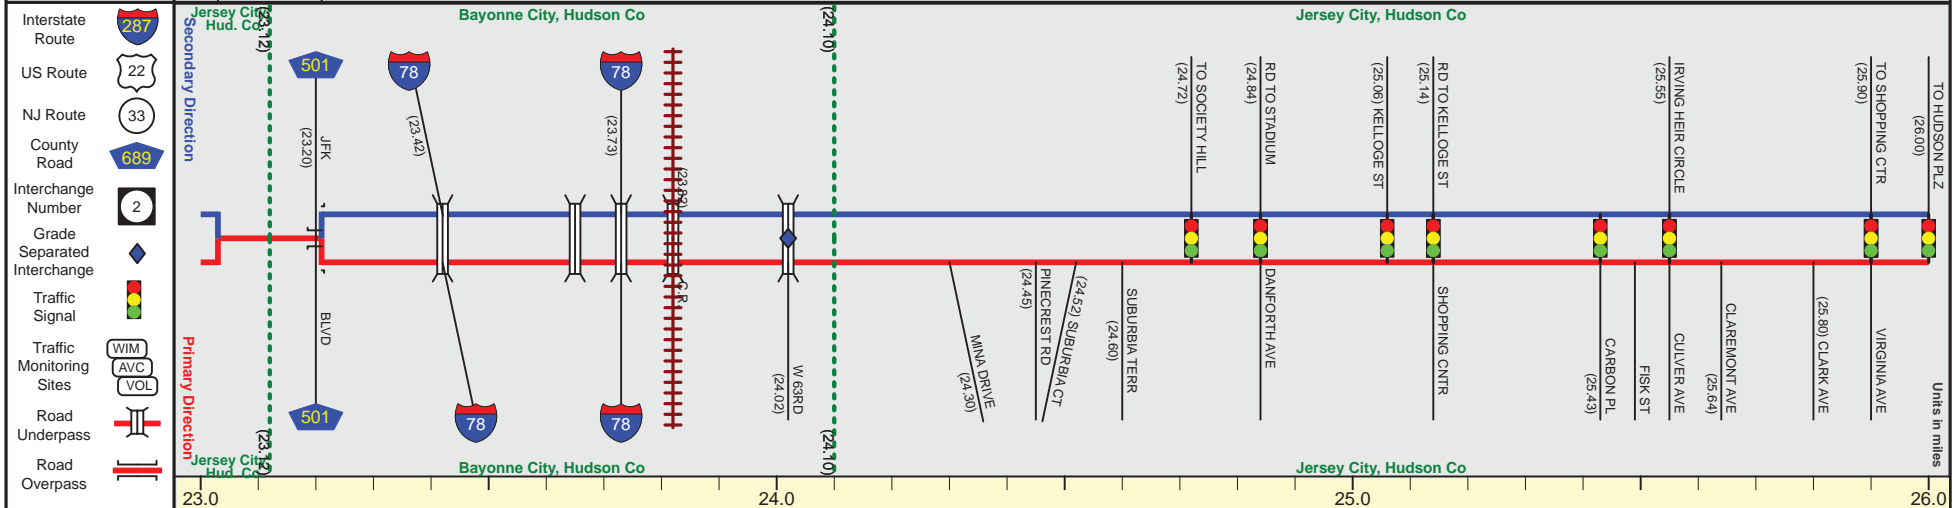 Interstate
Route
287
US Route
22
NJ Route
33
County
Road
689
Interchange
Number
2
Grade
Separated
Interchange
Traffic
Signal
Traffic
Monitoring
Sites
WIM
AVC
VOL
Road
Underpass
Road
Overpass
Secondary Direction
Primary Direction
Jersey City
Hud. Co
(23.12)
Bayonne City, Hudson Co
(24.10)
Jersey City, Hudson Co
501
78
78
JFK
(23.20)
(23.42)
(23.73)
(23.82)
TO SOCIETY HILL
(24.72)
RD TO STADIUM
(24.84)
(25.06) KELLOGE ST
RD TO KELLOGE ST
(25.14)
IRVING HEIR CIRCLE
(25.55)
TO SHOPPING CTR
(25.90)
TO HUDSON PLZ
(26.00)
BLVD
C.R.
W 63RD
(24.02)
MINA DRIVE
(24.30)
PINECREST RD
(24.45)
(24.52) SUBURBIA CT
SUBURBIA TERR
(24.60)
DANFORTH AVE
SHOPPING CNTR
CARBON PL
(25.43)
FISK ST
CULVER AVE
CLAREMONT AVE
(25.64)
(25.80) CLARK AVE
VIRGINIA AVE
Units in miles
501
78
78
Jersey City
Hud. Co
(23.12)
Bayonne City, Hudson Co
(24.10)
Jersey City, Hudson Co
23.0
24.0
25.0
26.0